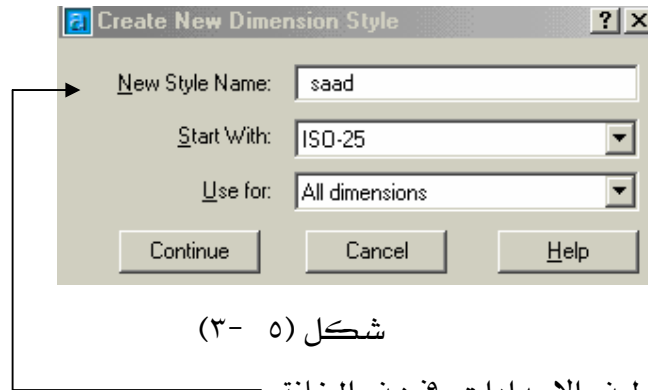 Create New Dimension Style
New Style Name: saad
Start With: ISO-25
Use for: All dimensions
Continue Cancel Help
شكل (٥ -٣)